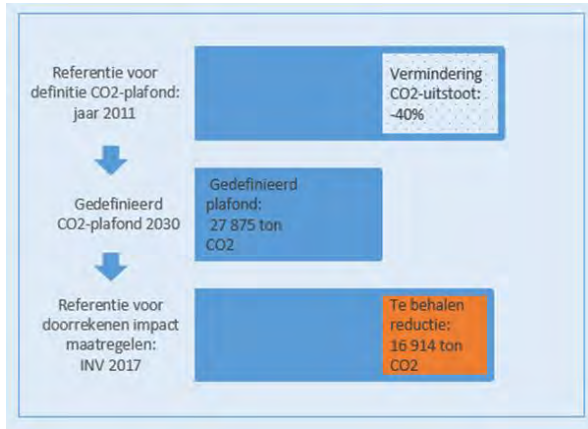 Referentie voor
definitie CO2-plafond:
jaar 2011
Vermindering
CO2-uitstoot:
-40%
Gedefinieerd
CO2-plafond 2030
Gedefinieerd
plafond:
27 875 ton
CO2
Referentie voor
doorrekenen impact
maatregelen:
INV 2017
Te behalen
reductie:
16 914 ton
CO2